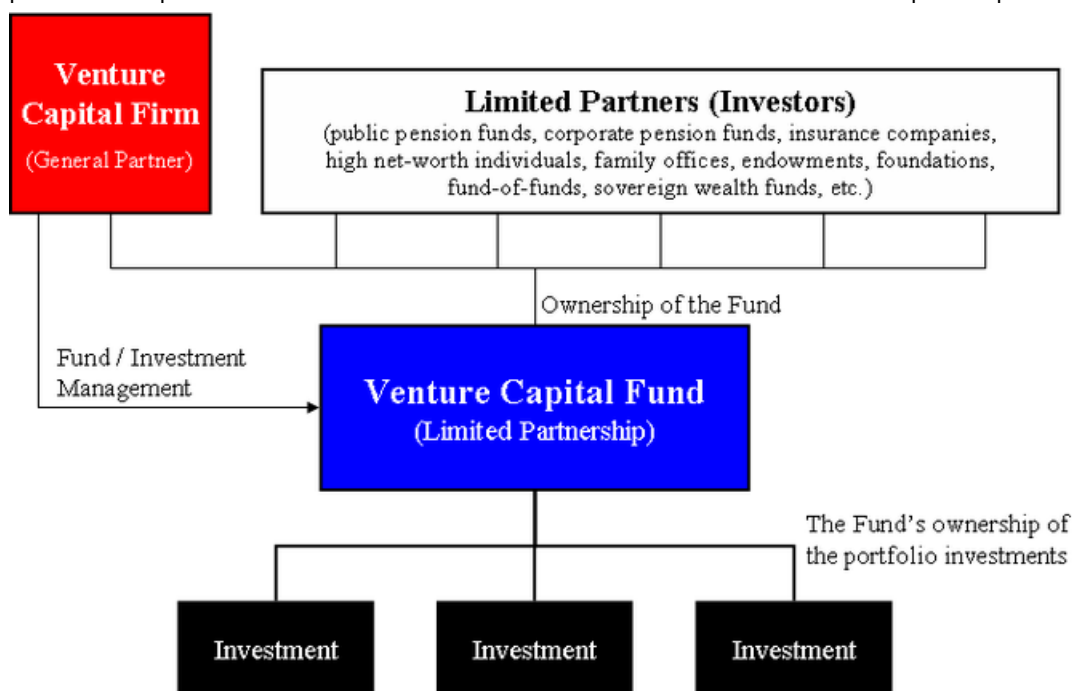 Venture
Capital Firm
(General Partner)
Limited Partners (Investors)
(public pension funds, corporate pension funds, insurance companies,
high net-worth individuals, family offices, endowments, foundations,
fund-of-funds, sovereign wealth funds, etc.)
Ownership of the Fund
Fund / Investment
Management
Venture Capital Fund
(Limited Partnership)
The Fund's ownership of
the portfolio investments
Investment
Investment
Investment